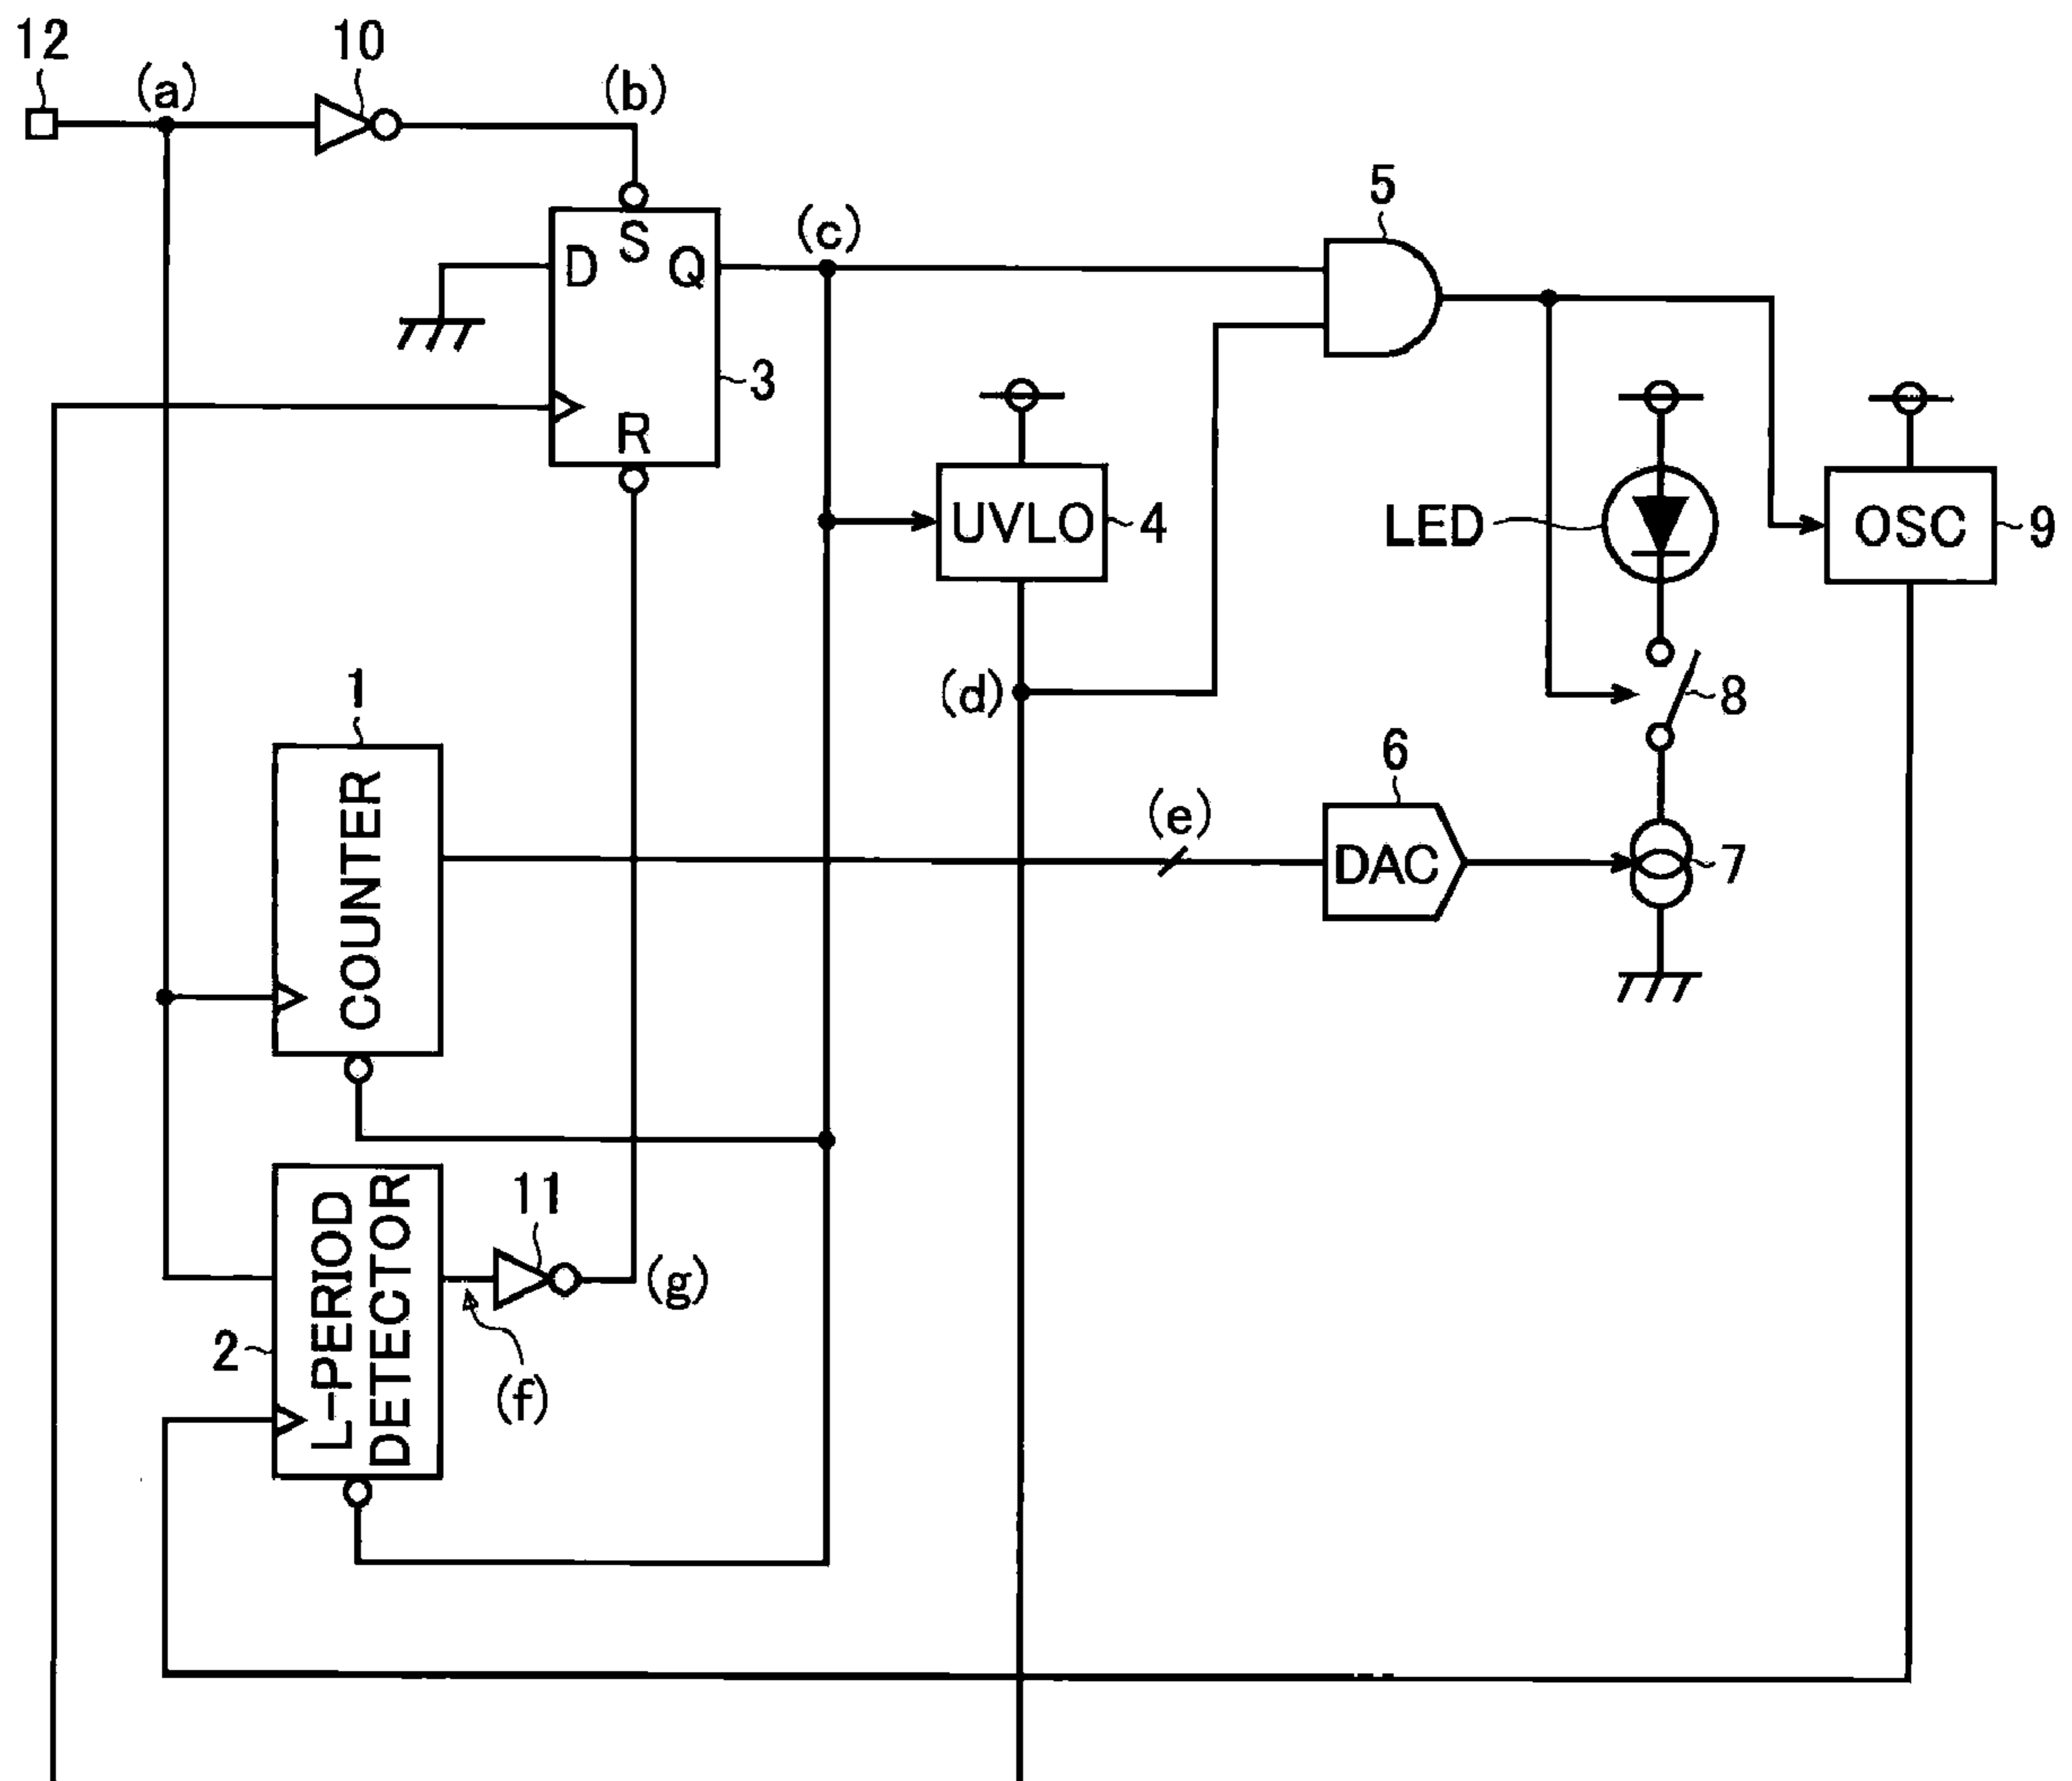 12
10
(a)
(b)
5
(c)
D
S
Q
3
R
UVLO
4
LED
OSC
9
(d)
8
1
6
(e)
COUNTER
DAC
7
11
L-PERIOD
DETECTOR
(g)
2
(f)